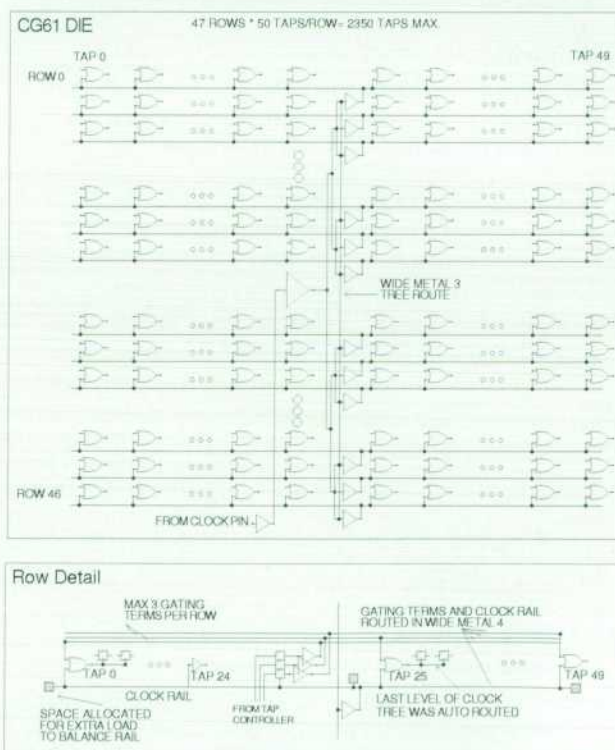 CG61 DIE
47 ROWS * 50 TAPS/ROW= 2350 TAPS MAX.
TAP 0
TAP 49
ROW 0
WIDE METAL 3
TREE ROUTE
ROW 46
FROM CLOCK PIN
Row Detail
MAX 3 GATING
TERMS PER ROW
GATING TERMS AND CLOCK RAIL
ROUTED IN WIDE METAL 4
TAP 0
TAP 24
TAP 25
TAP 49
CLOCK RAIL
SPACE ALLOCATED
FOR EXTRA LOAD
TO BALANCE RAIL
FROM TAP
CONTROLLER
LAST LEVEL OF CLOCK
TREE WAS AUTO ROUTED